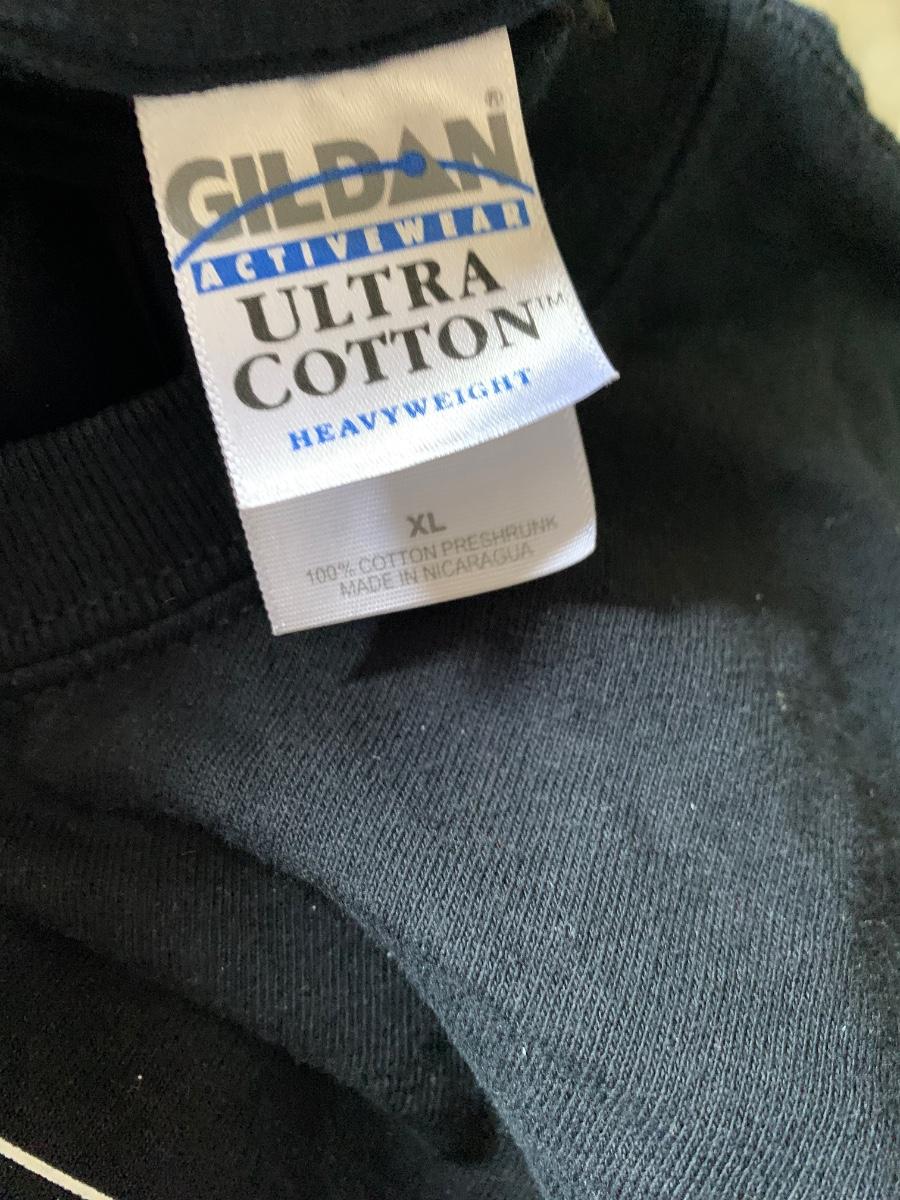 GILDAN®
ACTIVEWEAR
ULTRA
COTTON™
HEAVYWEIGHT
XL
100% COTTON PRESHRUNK
MADE IN NICARAGUA